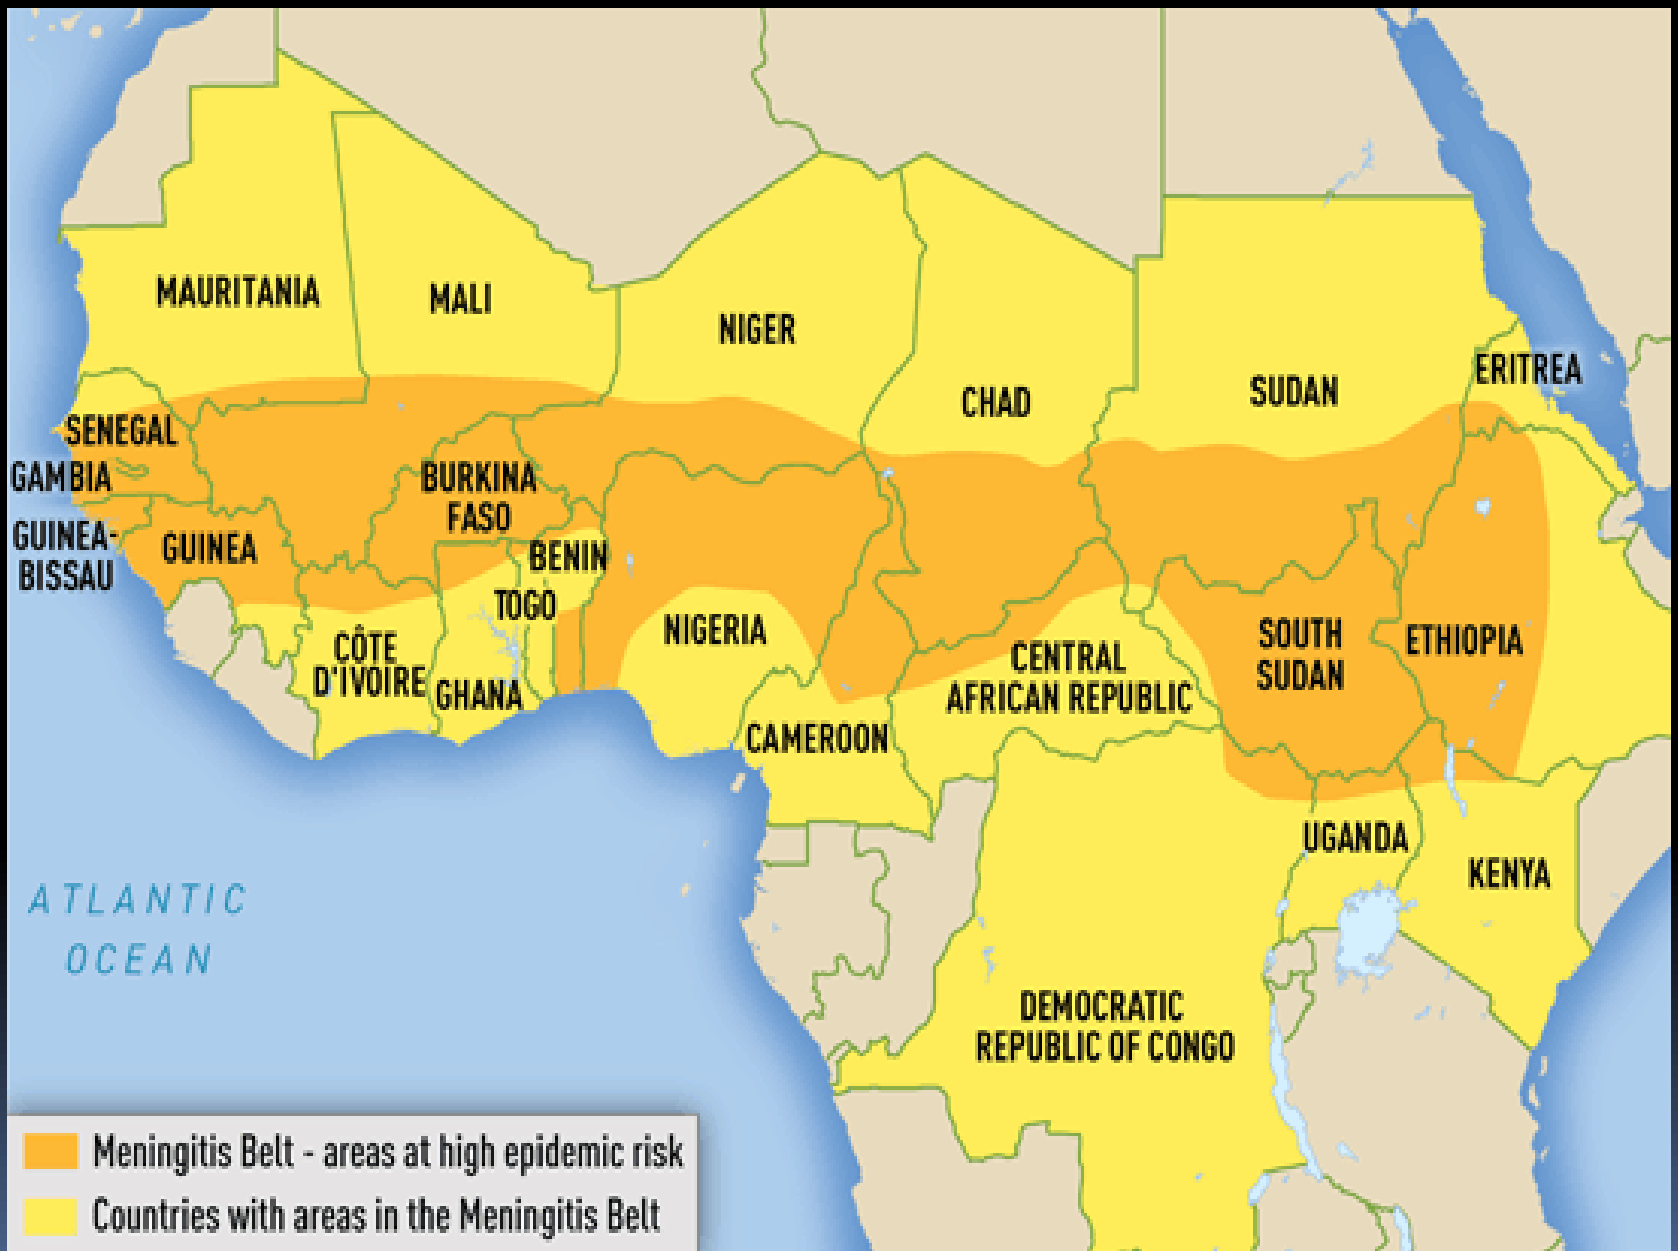 MAURITANIA
MALI
NIGER
CHAD
SUDAN
ERITREA
SENEGAL
GAMBIA
GUINEA-
BISSAU
GUINEA
BURKINA
FASO
BENIN
TOGO
CÔTE
D'IVOIRE
GHANA
NIGERIA
CAMEROON
CENTRAL
AFRICAN REPUBLIC
SOUTH
SUDAN
ETHIOPIA
UGANDA
KENYA
DEMOCRATIC
REPUBLIC OF CONGO
ATLANTIC
OCEAN
Meningitis Belt - areas at high epidemic risk
Countries with areas in the Meningitis Belt